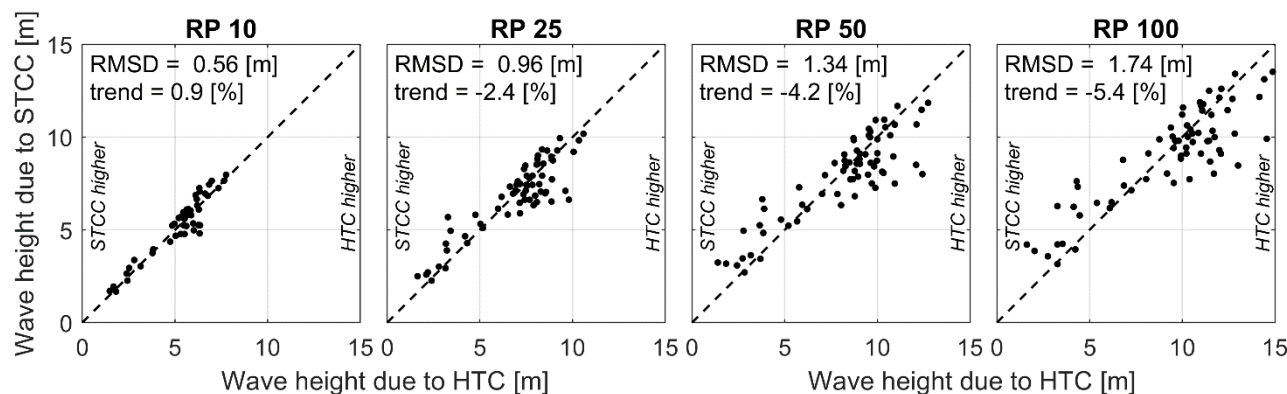 RP 10
RMSD = 0.56 [m]
trend = 0.9 [%]
STCC higher
HTC higher
RP 25
RMSD = 0.96 [m]
trend = -2.4 [%]
STCC higher
HTC higher
RP 50
RMSD = 1.34 [m]
trend = -4.2 [%]
STCC higher
HTC higher
RP 100
RMSD = 1.74 [m]
trend = -5.4 [%]
STCC higher
HTC higher
Wave height due to STCC [m]
15
10
5
0
0 5 10 15
0 5 10 15
0 5 10 15
0 5 10 15
Wave height due to HTC [m]
Wave height due to HTC [m]